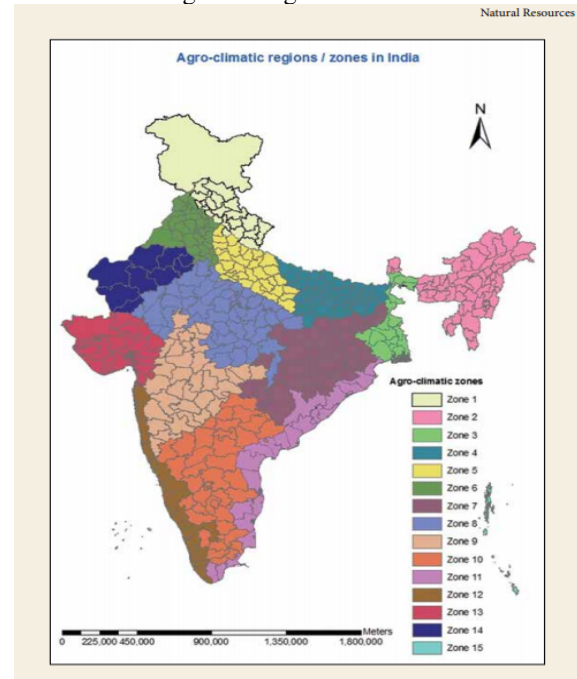 Natural Resources
Agro-climatic regions / zones in India
N
Agro-climatic zones
Zone 1
Zone 2
Zone 3
Zone 4
Zone 5
Zone 6
Zone 7
Zone 8
Zone 9
Zone 10
Zone 11
Zone 12
Zone 13
Zone 14
Zone 15
Meters
0 225,000 450,000 900,000 1,350,000 1,800,000